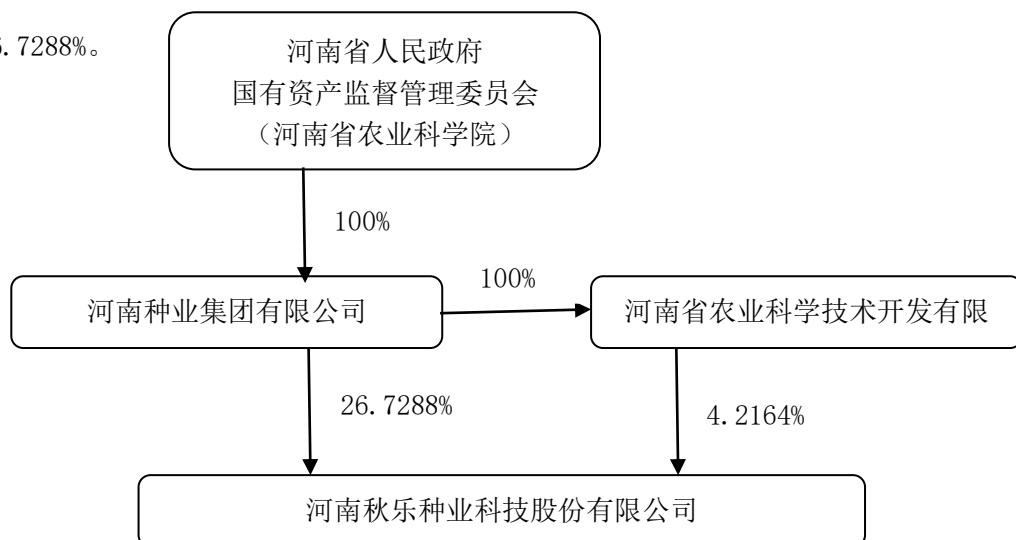 6.7288%。
河南省人民政府
国有资产监督管理委员会
（河南省农业科学院）
100%
100%
河南种业集团有限公司
河南省农业科学技术开发有限
26.7288%
4.2164%
河南秋乐种业科技股份有限公司